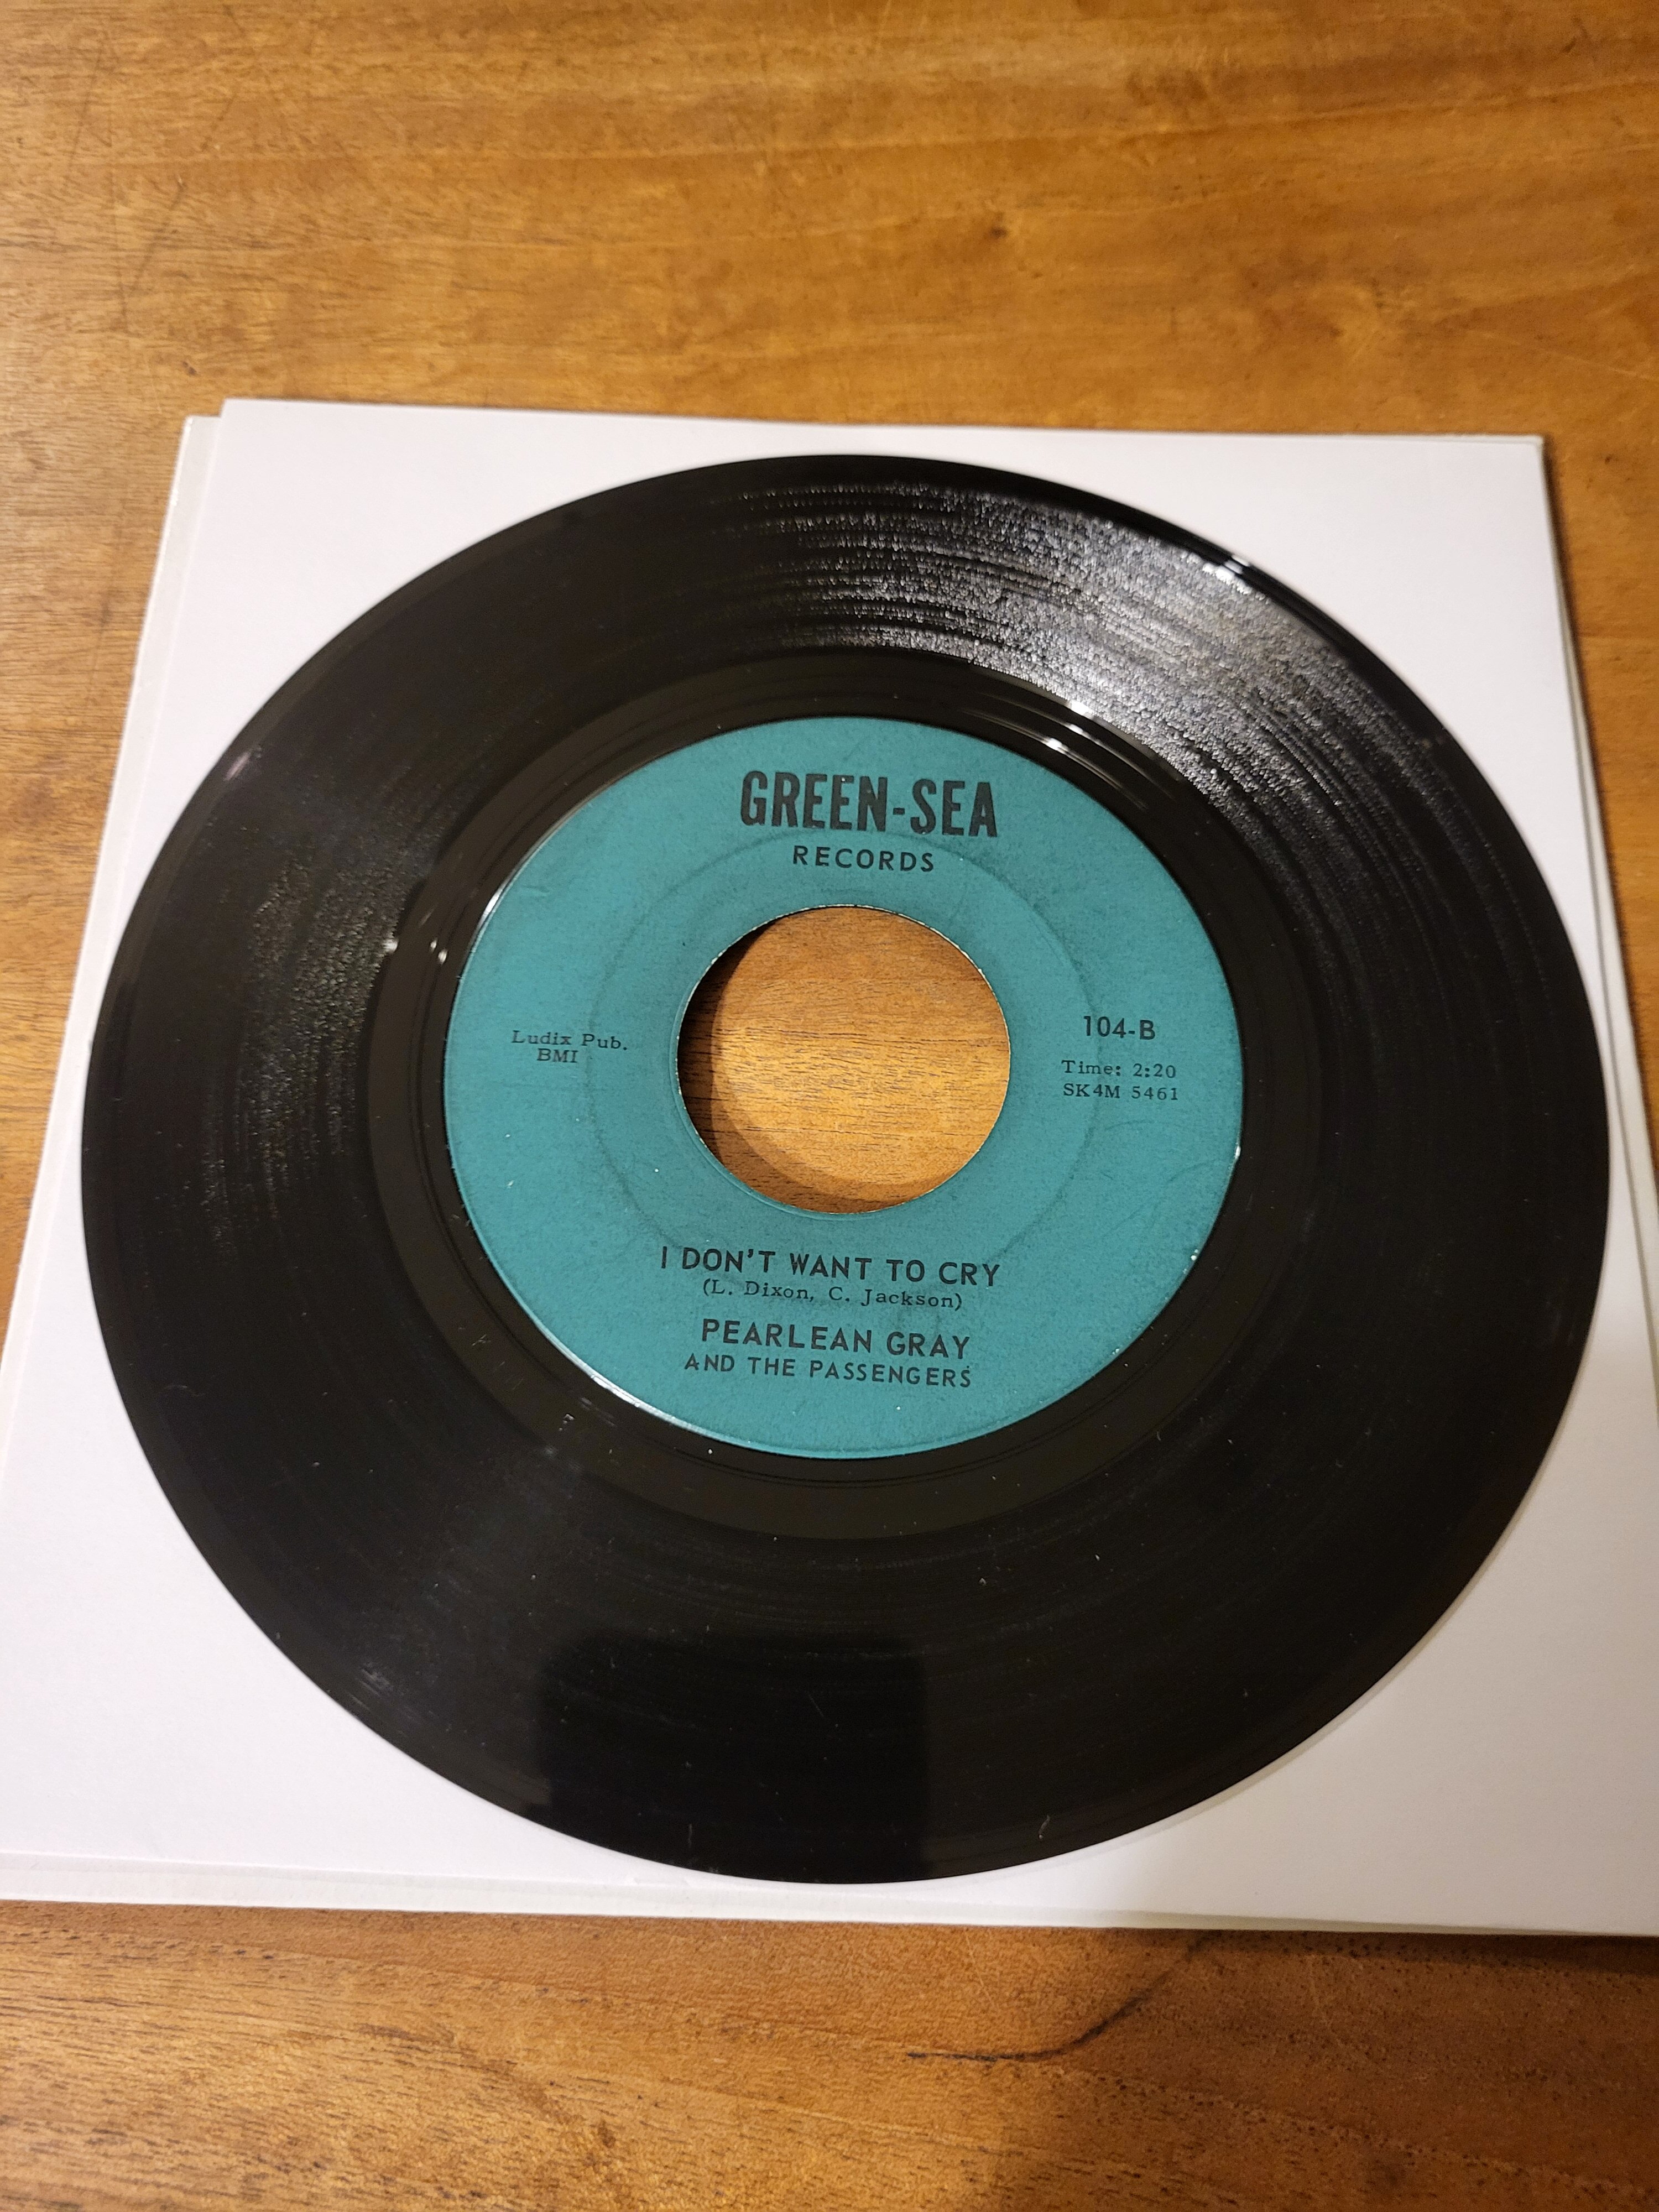 GREEN-SEA
RECORDS
Ludix Pub.
BMI
104-B
Time: 2:20
SK4M 5461
I DON'T WANT TO CRY
(L. Dixon, C. Jackson)
PEARLEAN GRAY
AND THE PASSENGERS